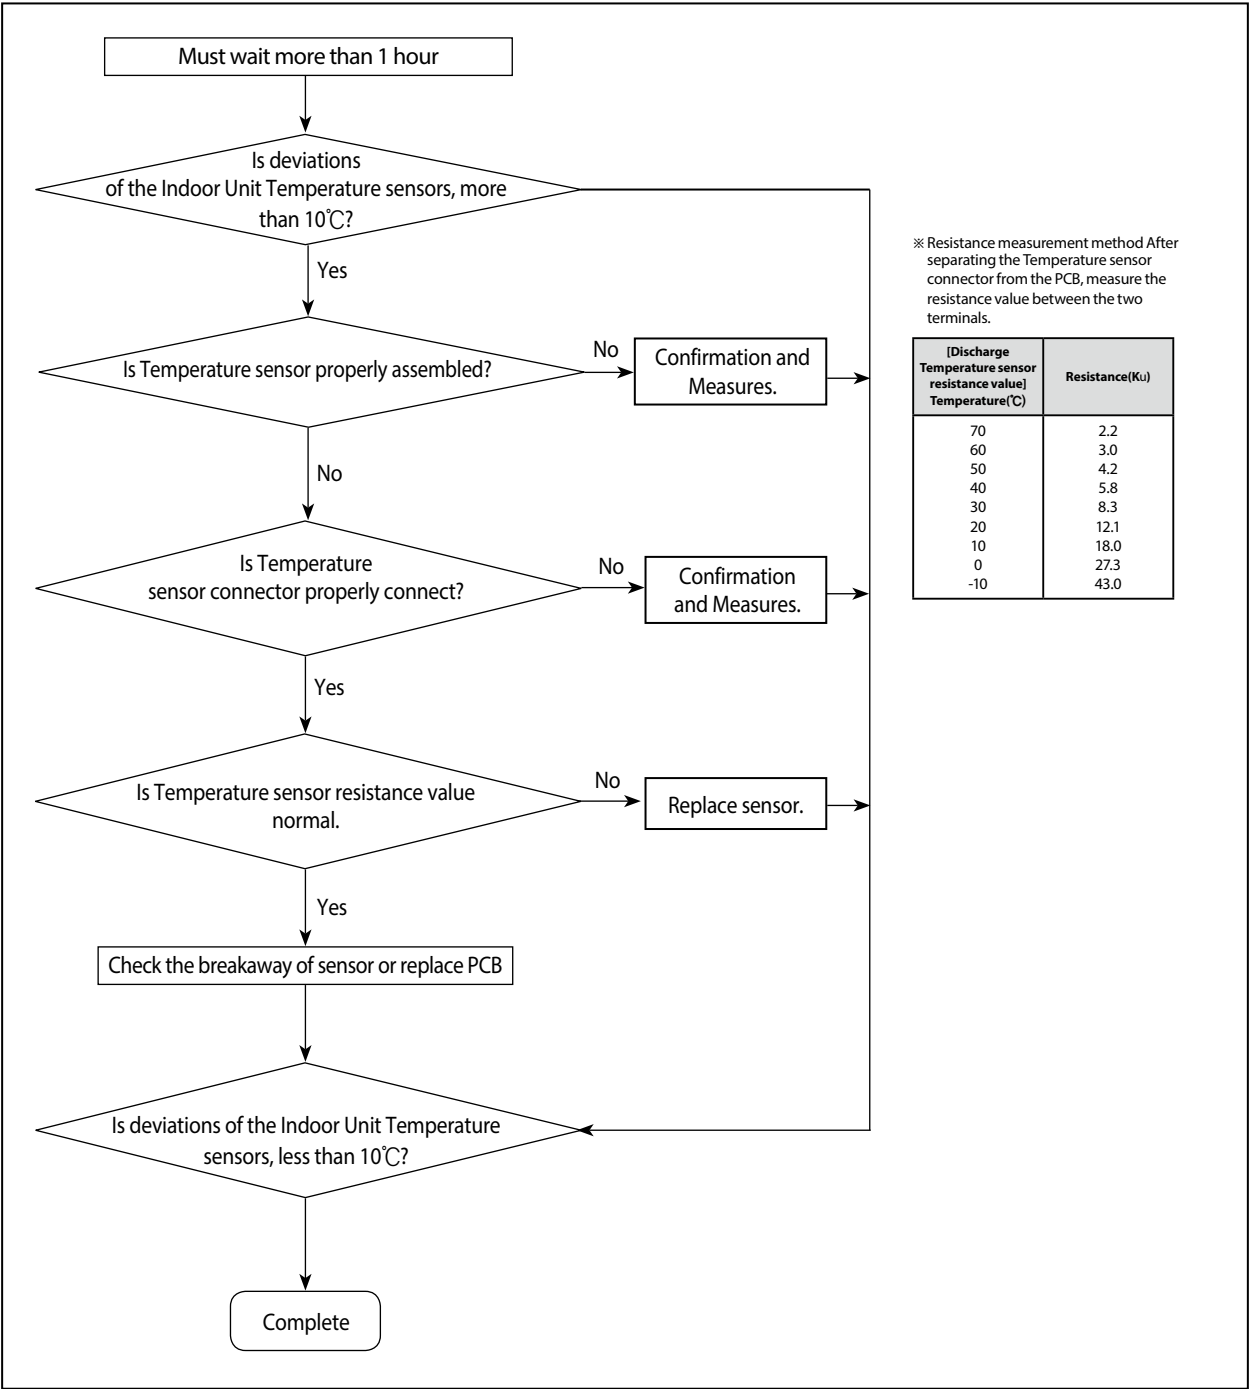 Must wait more than 1 hour
Is deviations
of the Indoor Unit Temperature sensors, more
than 10℃?
Yes
Is Temperature sensor properly assembled?
No
Confirmation and
Measures.
No
Is Temperature
sensor connector properly connect?
No
Confirmation
and Measures.
Yes
Is Temperature sensor resistance value
normal.
No
Replace sensor.
Yes
Check the breakaway of sensor or replace PCB
Is deviations of the Indoor Unit Temperature
sensors, less than 10℃?
Complete
※ Resistance measurement method After
separating the Temperature sensor
connector from the PCB, measure the
resistance value between the two
terminals.
[Discharge
Temperature sensor
resistance value]
Temperature(℃)
Resistance(Ku)
70 2.2
60 3.0
50 4.2
40 5.8
30 8.3
20 12.1
10 18.0
0 27.3
-10 43.0